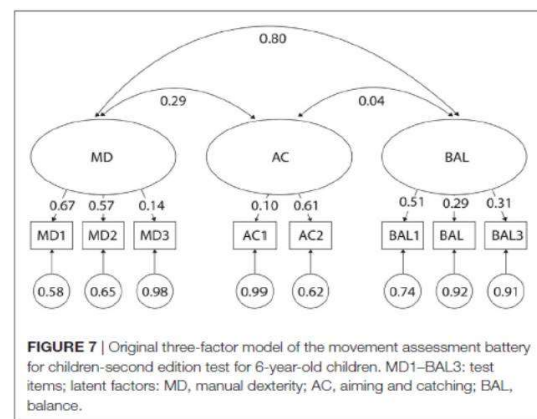 0.80
0.29
0.04
MD
AC
BAL
0.67 0.57 0.14
0.10 0.61
0.51 0.29 0.31
MD1 MD2 MD3
AC1 AC2
BAL1 BAL BAL3
0.58 0.65 0.98
0.99 0.62
0.74 0.92 0.91
FIGURE 7 | Original three-factor model of the movement assessment battery
for children-second edition test for 6-year-old children. MD1–BAL3: test
items; latent factors: MD, manual dexterity; AC, aiming and catching; BAL,
balance.